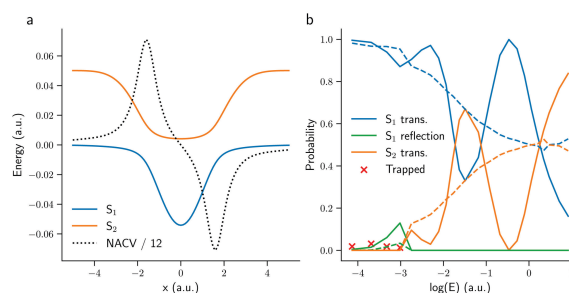 a
Energy (a.u.)
0.06
0.04
0.02
0.00
−0.02
−0.04
−0.06
S₁
S₂
NACV / 12
−4
−2
0
2
4
x (a.u.)
b
Probability
1.0
0.8
0.6
0.4
0.2
0.0
S₁ trans.
S₁ reflection
S₂ trans.
Trapped
−4
−3
−2
−1
0
log(E) (a.u.)